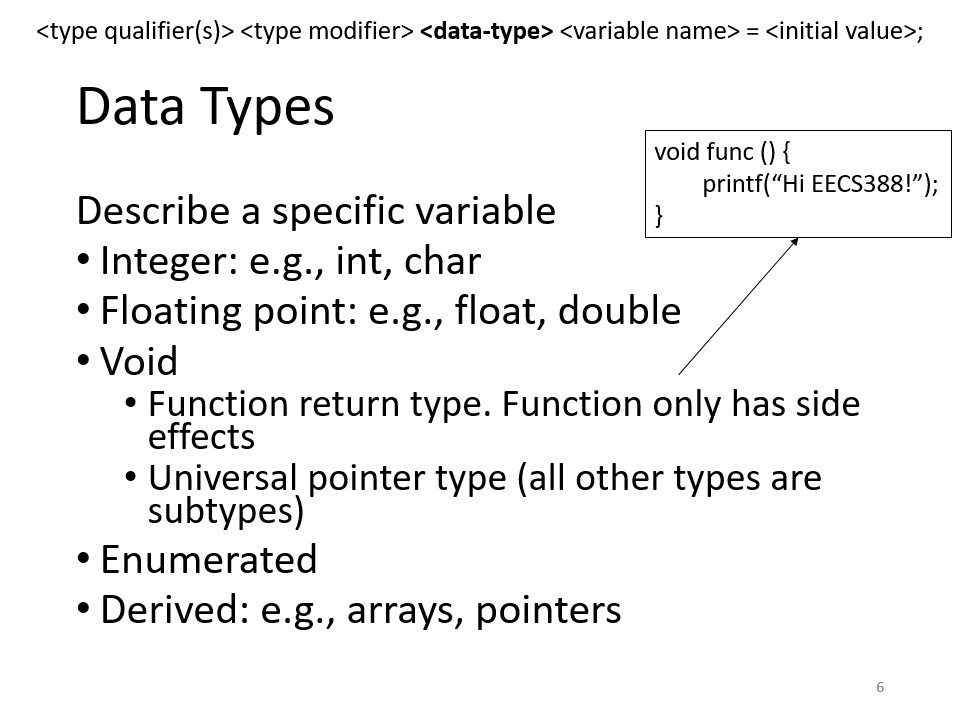 <type qualifier(s)> <type modifier> <data-type> <variable name> = <initial value>;
Data Types
void func () {
printf(“Hi EECS388!”);
}
Describe a specific variable
• Integer: e.g., int, char
• Floating point: e.g., float, double
• Void
• Function return type. Function only has side
effects
• Universal pointer type (all other types are
subtypes)
• Enumerated
• Derived: e.g., arrays, pointers
6